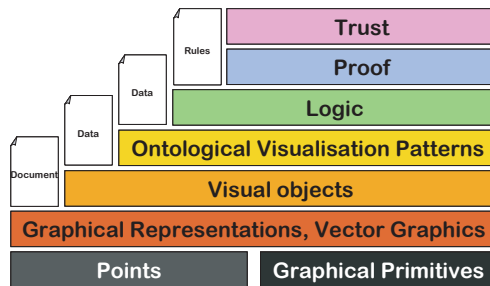 Trust
Rules
Proof
Data
Logic
Data
Ontological Visualisation Patterns
Document
Visual objects
Graphical Representations, Vector Graphics
Points
Graphical Primitives